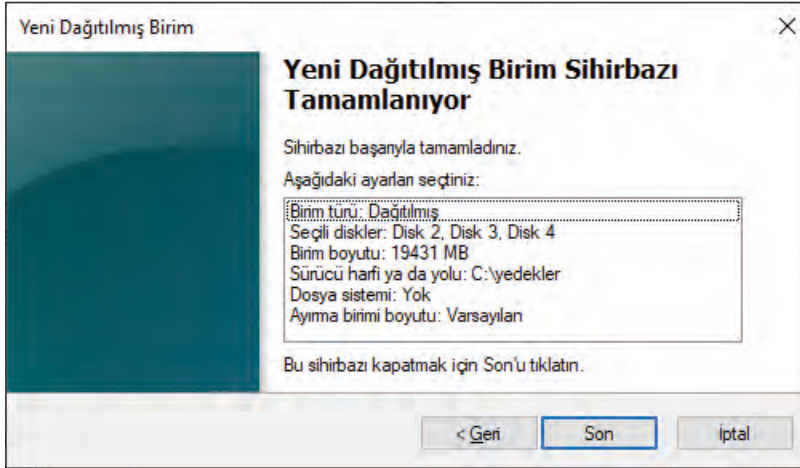 Yeni Dağıtılmış Birim
Yeni Dağıtılmış Birim Sihirbazı
Tamamlanıyor
Sihirbazı başarıyla tamamladınız.
Aşağıdaki ayarları seçtiniz:
Birim türü: Dağıtılmış
Seçili diskler: Disk 2, Disk 3, Disk 4
Birim boyutu: 19431 MB
Sürücü harfi ya da yolu: C:\yedekler
Dosya sistemi: Yok
Ayırma birimi boyutu: Varsayılan
Bu sihirbazı kapatmak için Son'u tıklatın.
< Geri
Son
İptal